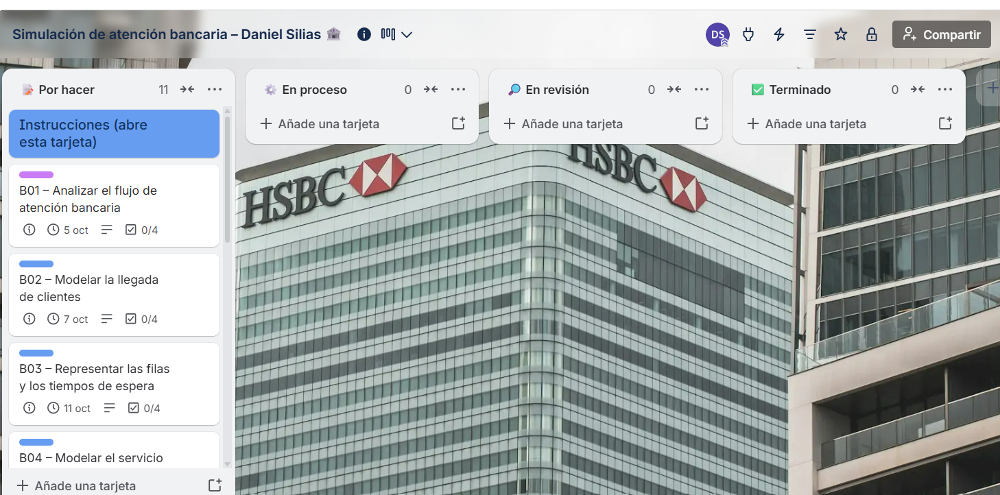 Simulación de atención bancaria – Daniel Silias
DS
Compartir
Por hacer 11
Instrucciones (abre
esta tarjeta)
B01 – Analizar el flujo de
atención bancaria
5 oct 0/4
B02 – Modelar la llegada
de clientes
7 oct 0/4
B03 – Representar las filas
y los tiempos de espera
11 oct 0/4
B04 – Modelar el servicio
Añade una tarjeta
En proceso 0
Añade una tarjeta
En revisión 0
Añade una tarjeta
Terminado 0
Añade una tarjeta
HSBC
HSBC